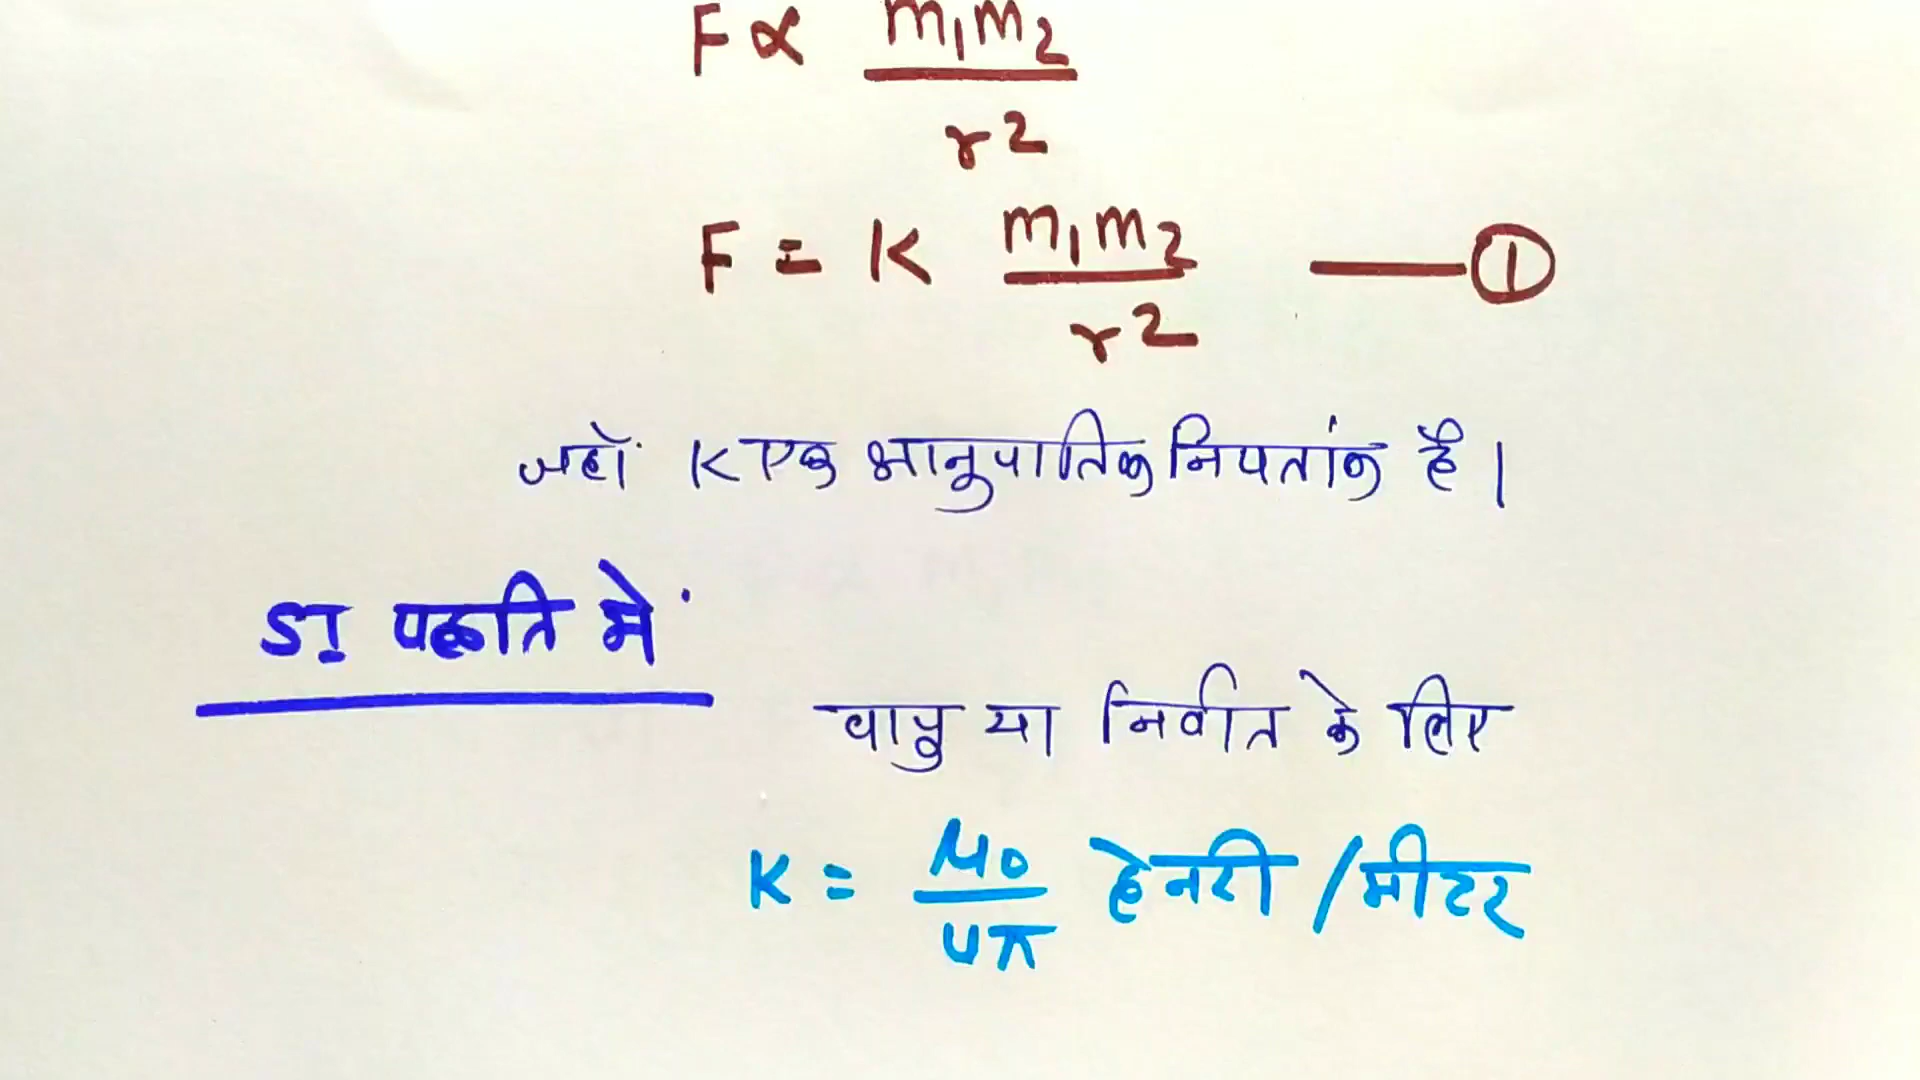 F ∝ m₁m₂ / r²
F = K m₁m₂ / r² —— ①
जहाँ K एक आनुपातिक नियतांक है।
SI पद्धति में
वायु या निर्वात के लिए
K = μ₀ / 4π हेनरी / मीटर